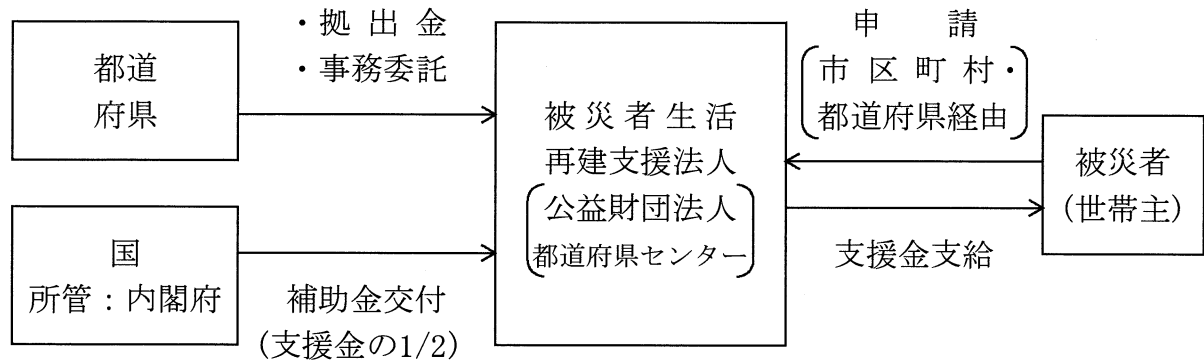 都道
府県
・拠出金
・事務委託
国
所管：内閣府
補助金交付
(支援金の1/2)
被災者生活
再建支援法人
公益財団法人
都道府県センター
申請
市区町村・
都道府県経由
支援金支給
被災者
(世帯主)